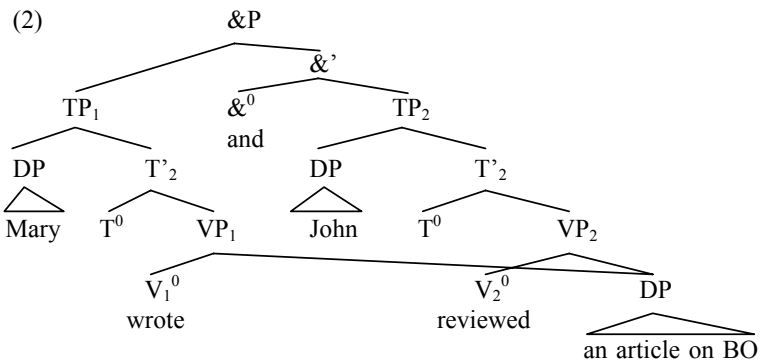 (2) &P
&’
TP₁ &⁰ TP₂
and
DP T’₂ DP T’₂
Mary T⁰ VP₁ John T⁰ VP₂
V₁⁰ V₂⁰ DP
wrote reviewed
an article on BO